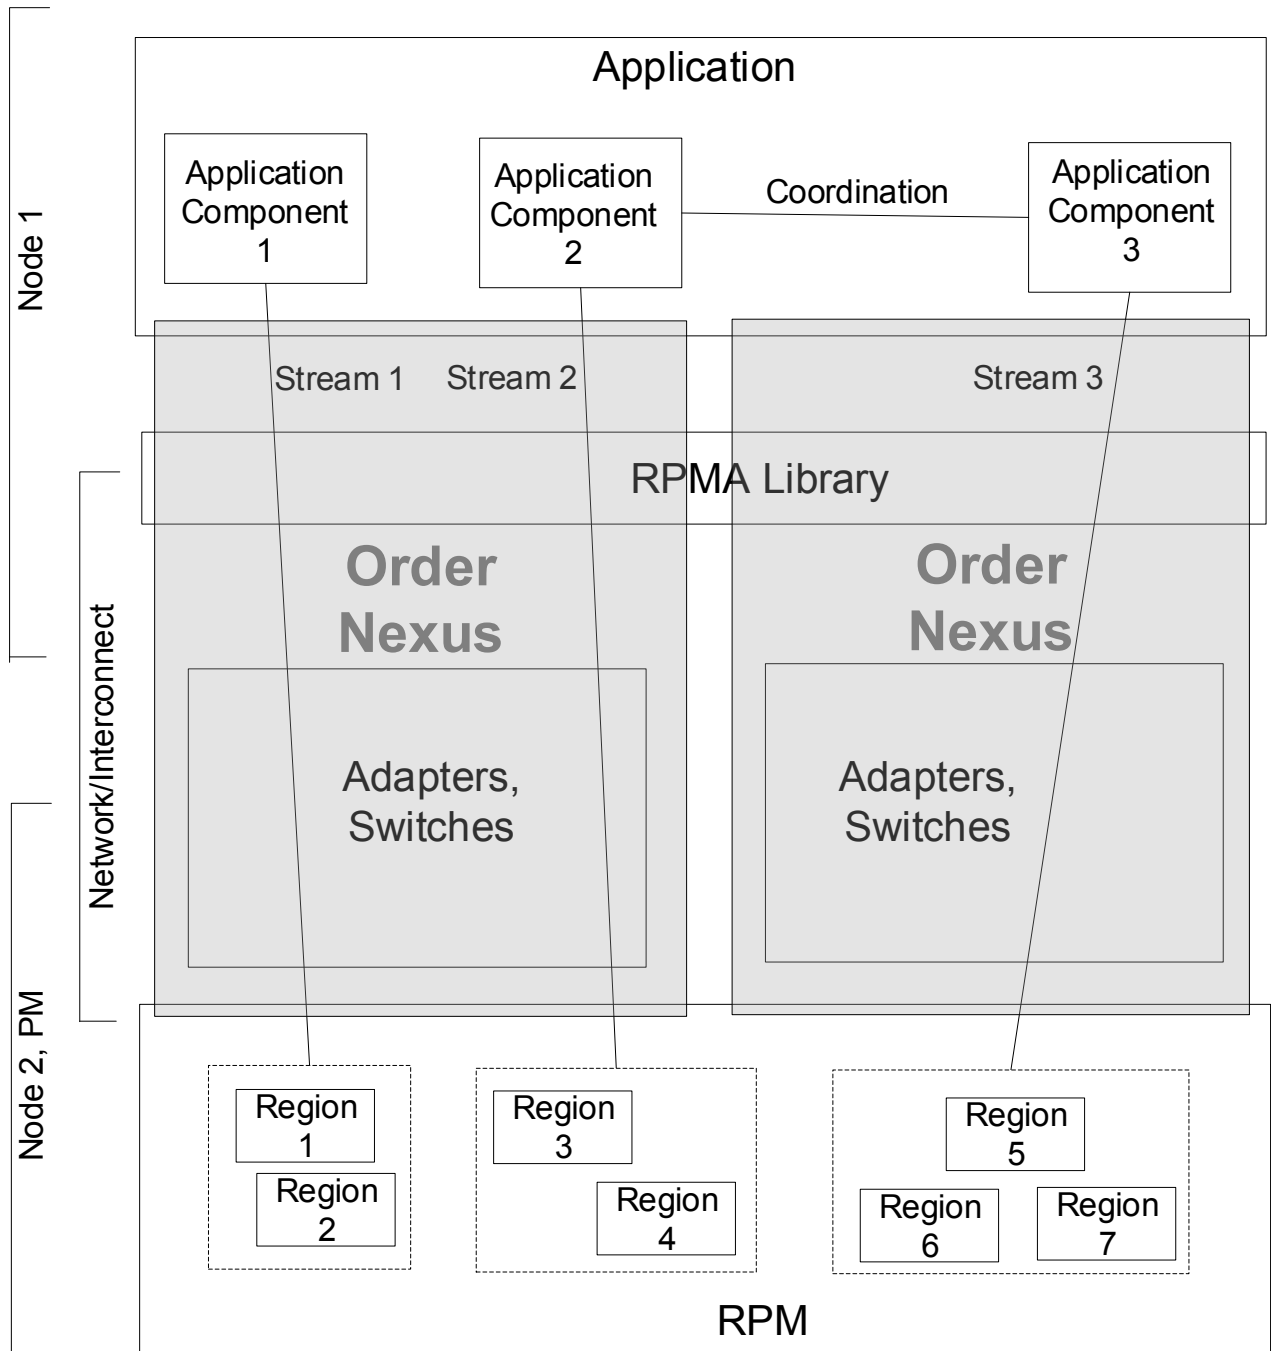 Application
Application
Component
1
Application
Component
2
Coordination
Application
Component
3
Node 1
Stream 1
Stream 2
Stream 3
RPMA Library
Order
Nexus
Order
Nexus
Network/Interconnect
Adapters,
Switches
Adapters,
Switches
Node 2, PM
Region
1
Region
2
Region
3
Region
4
Region
5
Region
6
Region
7
RPM